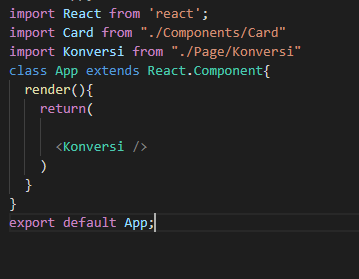 import React from 'react';
import Card from "./Components/Card"
import Konversi from "./Page/Konversi"
class App extends React.Component{
  render(){
    return(

      <Konversi />
    )
  }
}
export default App;